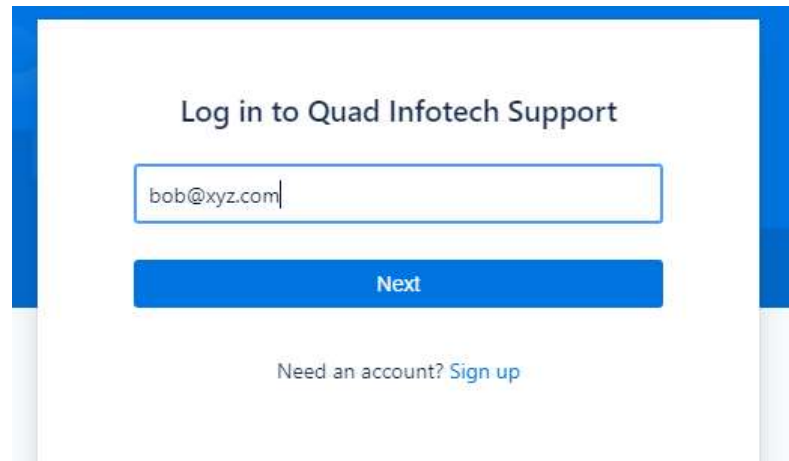 Log in to Quad Infotech Support
bob@xyz.com
Next
Need an account? Sign up